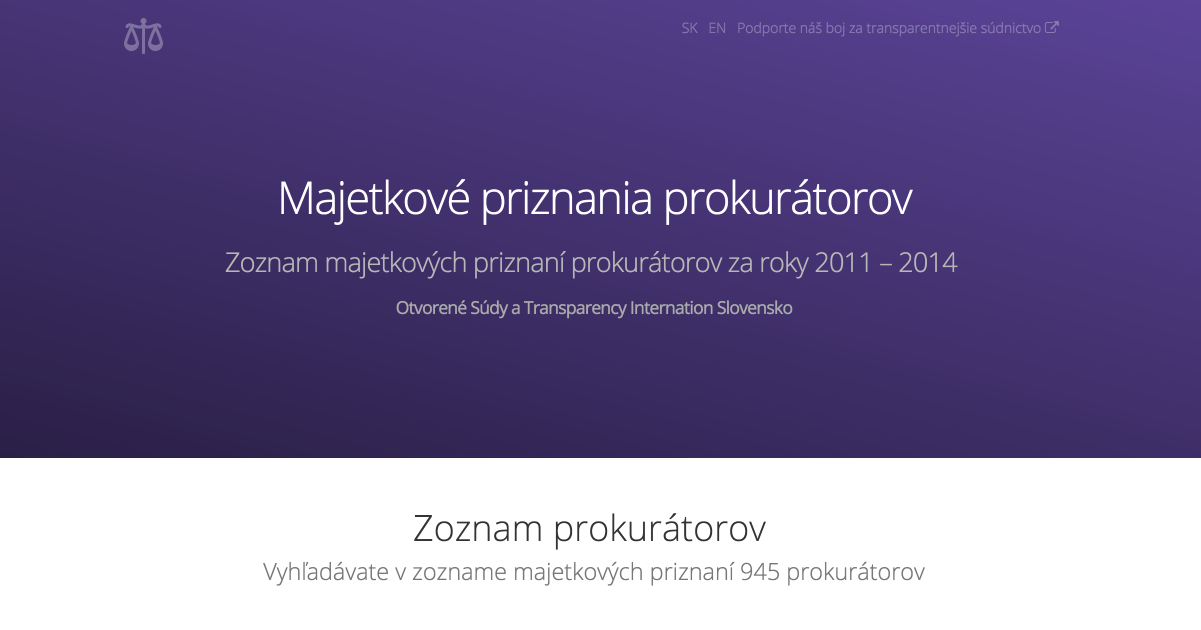 SK EN Podporte náš boj za transparentnejšie súdnictvo
Majetkové priznania prokurátorov
Zoznam majetkových priznaní prokurátorov za roky 2011 – 2014
Otvorené Súdy a Transparency Internation Slovensko
Zoznam prokurátorov
Vyhľadávate v zozname majetkových priznaní 945 prokurátorov